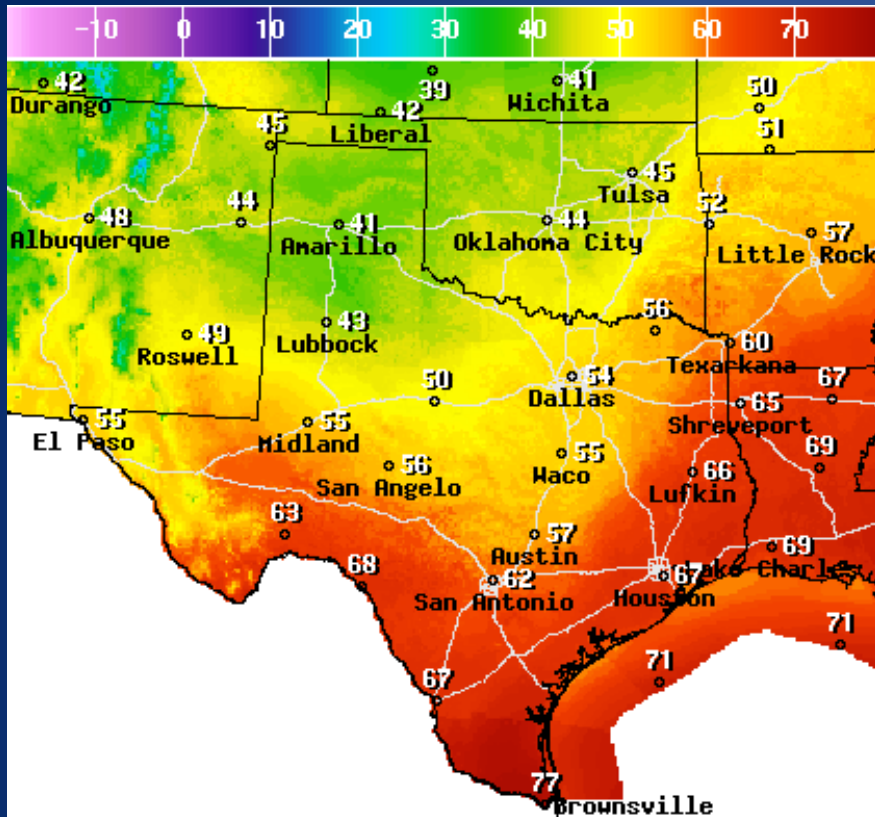 -10 0 10 20 30 40 50 60 70
42 39 41 50
Durango Wichita
42
Liberal
45 51
45
Tulsa
48 44 41 44 52 57
Albuquerque Amarillo Oklahoma City Little Rock
49 43 56 60
Roswell Lubbock Texarkana
54
Dallas
50 65 67
Shreveport
55 55
El Paso Midland
56 55 66 69
San Angelo Waco Lufkin
63 57 69
Austin Lake Charles
68 62 67
San Antonio Houston
71 71
67
77
Brownsville